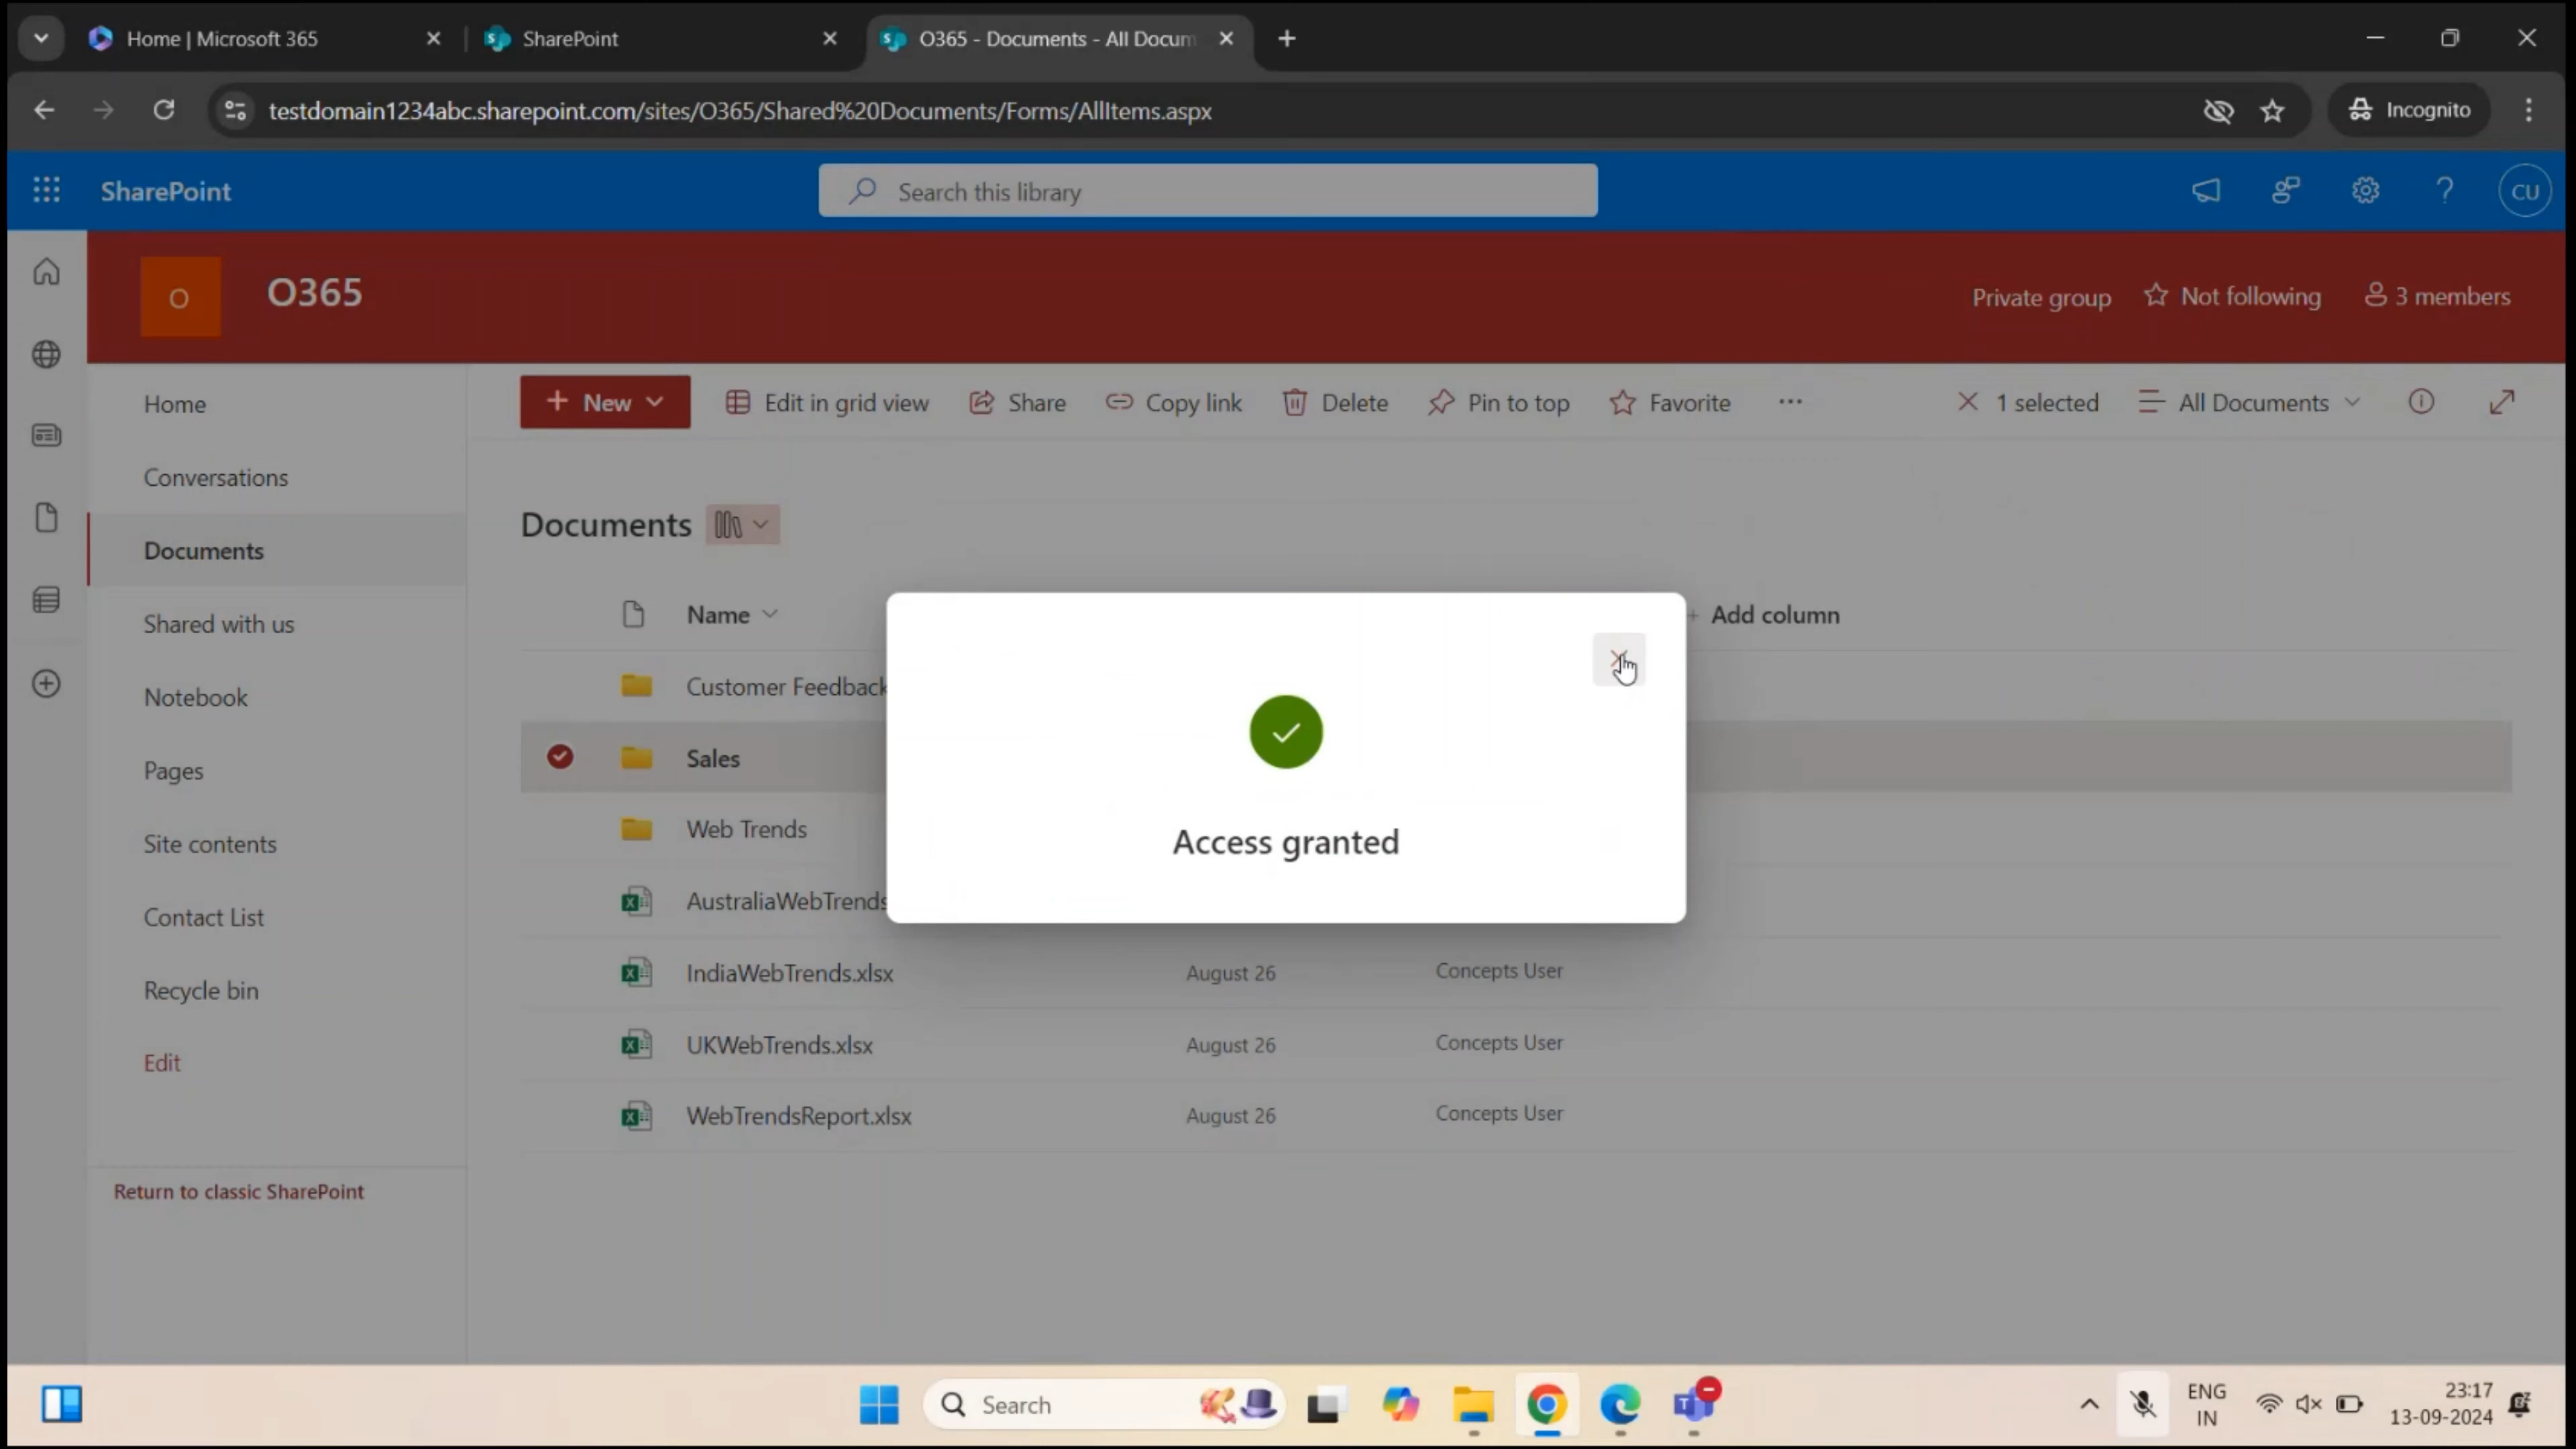 Home | Microsoft 365
SharePoint
O365 - Documents - All Docum
testdomain1234abc.sharepoint.com/sites/O365/Shared%20Documents/Forms/AllItems.aspx
Incognito
SharePoint
Search this library
CU
O
O365
Private group
Not following
3 members
Home
Conversations
Documents
Shared with us
Notebook
Pages
Site contents
Contact List
Recycle bin
Edit
Return to classic SharePoint
New
Edit in grid view
Share
Copy link
Delete
Pin to top
Favorite
1 selected
All Documents
Documents
Name
Add column
Customer Feedback
Sales
Web Trends
AustraliaWebTrends
IndiaWebTrends.xlsx August 26 Concepts User
UKWebTrends.xlsx August 26 Concepts User
WebTrendsReport.xlsx August 26 Concepts User
Access granted
Search
ENG
IN
23:17
13-09-2024